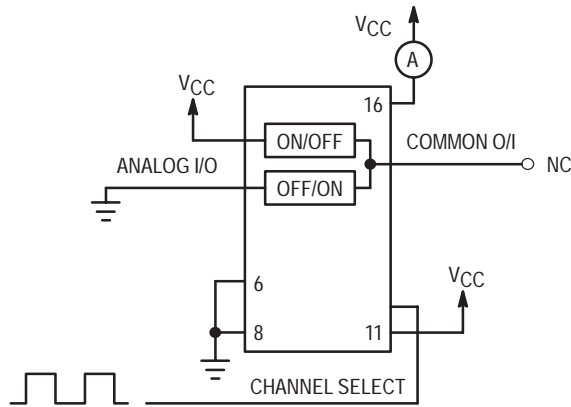 VCC
A
16
VCC
ON/OFF
COMMON O/I
NC
ANALOG I/O
OFF/ON
VCC
6
8
11
CHANNEL SELECT